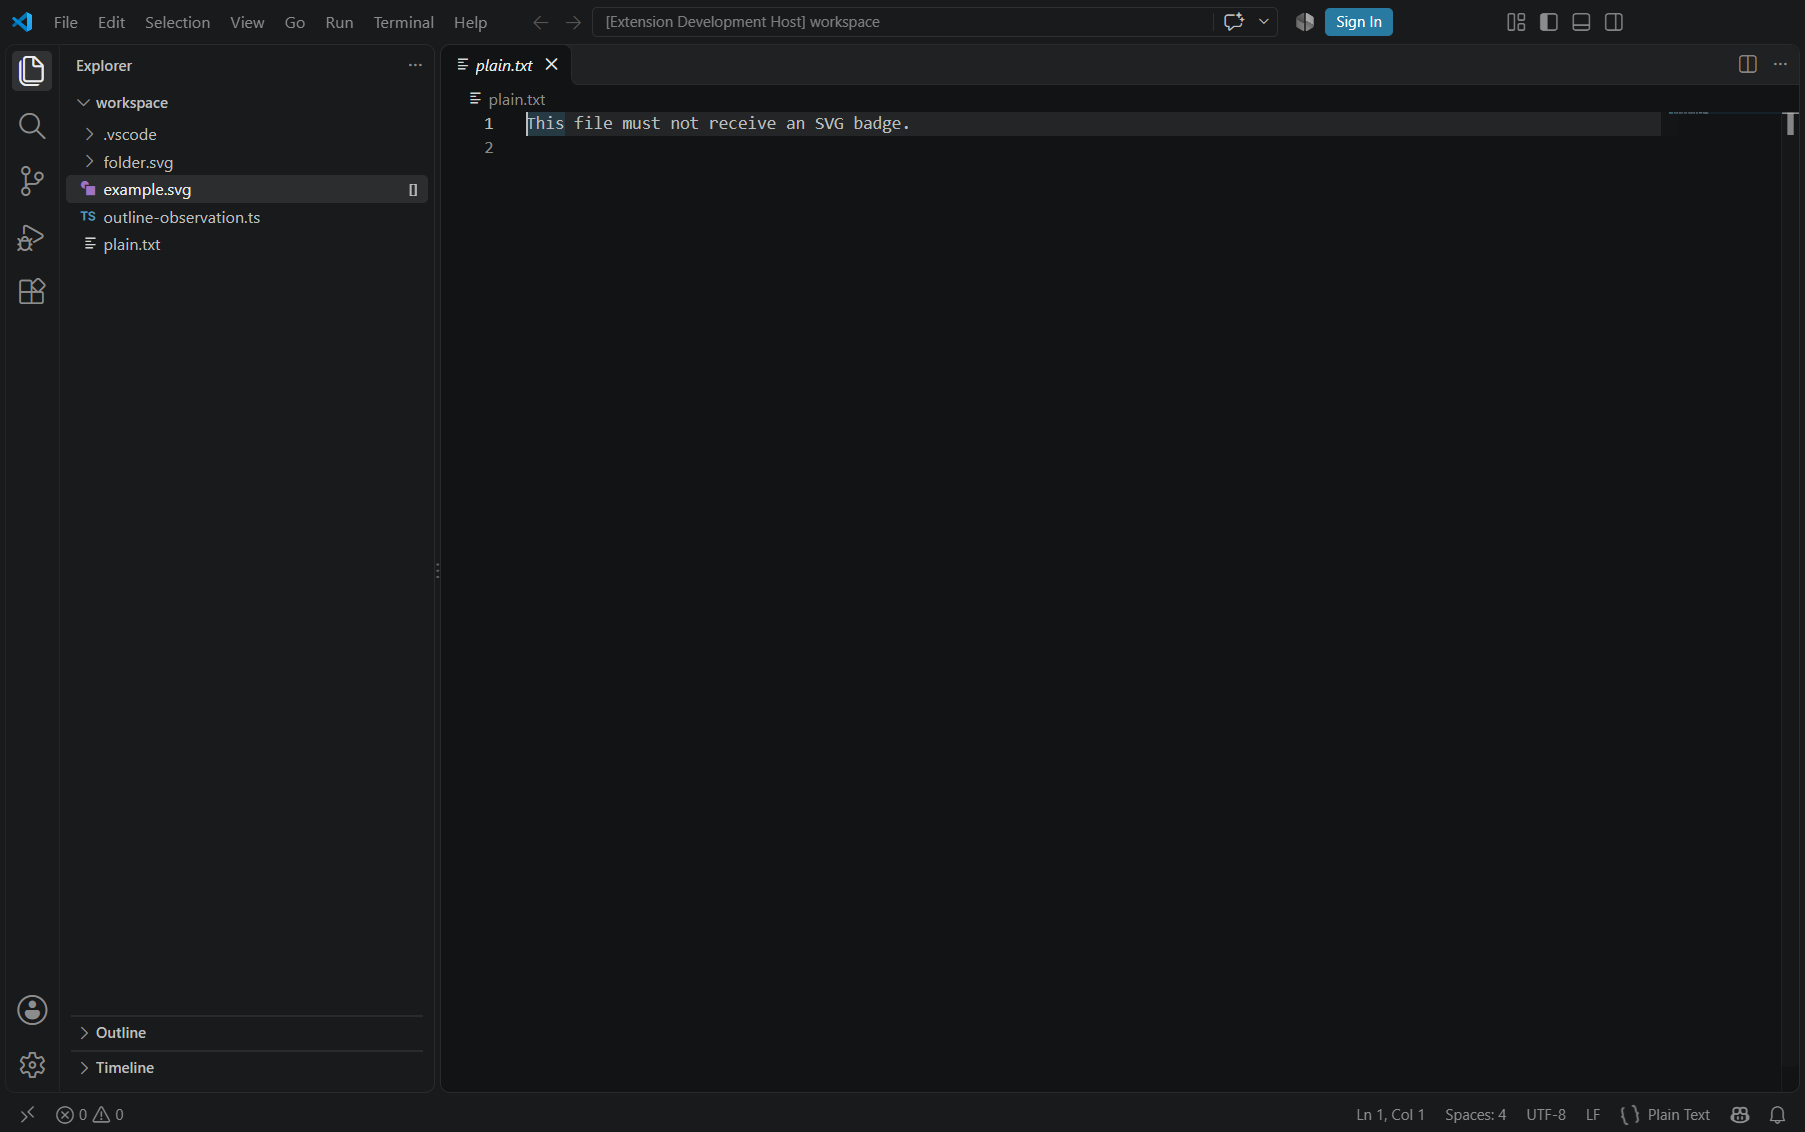 File Edit Selection View Go Run Terminal Help
[Extension Development Host] workspace
Sign In
Explorer
workspace
.vscode
folder.svg
example.svg []
TS outline-observation.ts
plain.txt
Outline
Timeline
plain.txt
plain.txt
1 This file must not receive an SVG badge.
2
0 0
Ln 1, Col 1 Spaces: 4 UTF-8 LF {} Plain Text